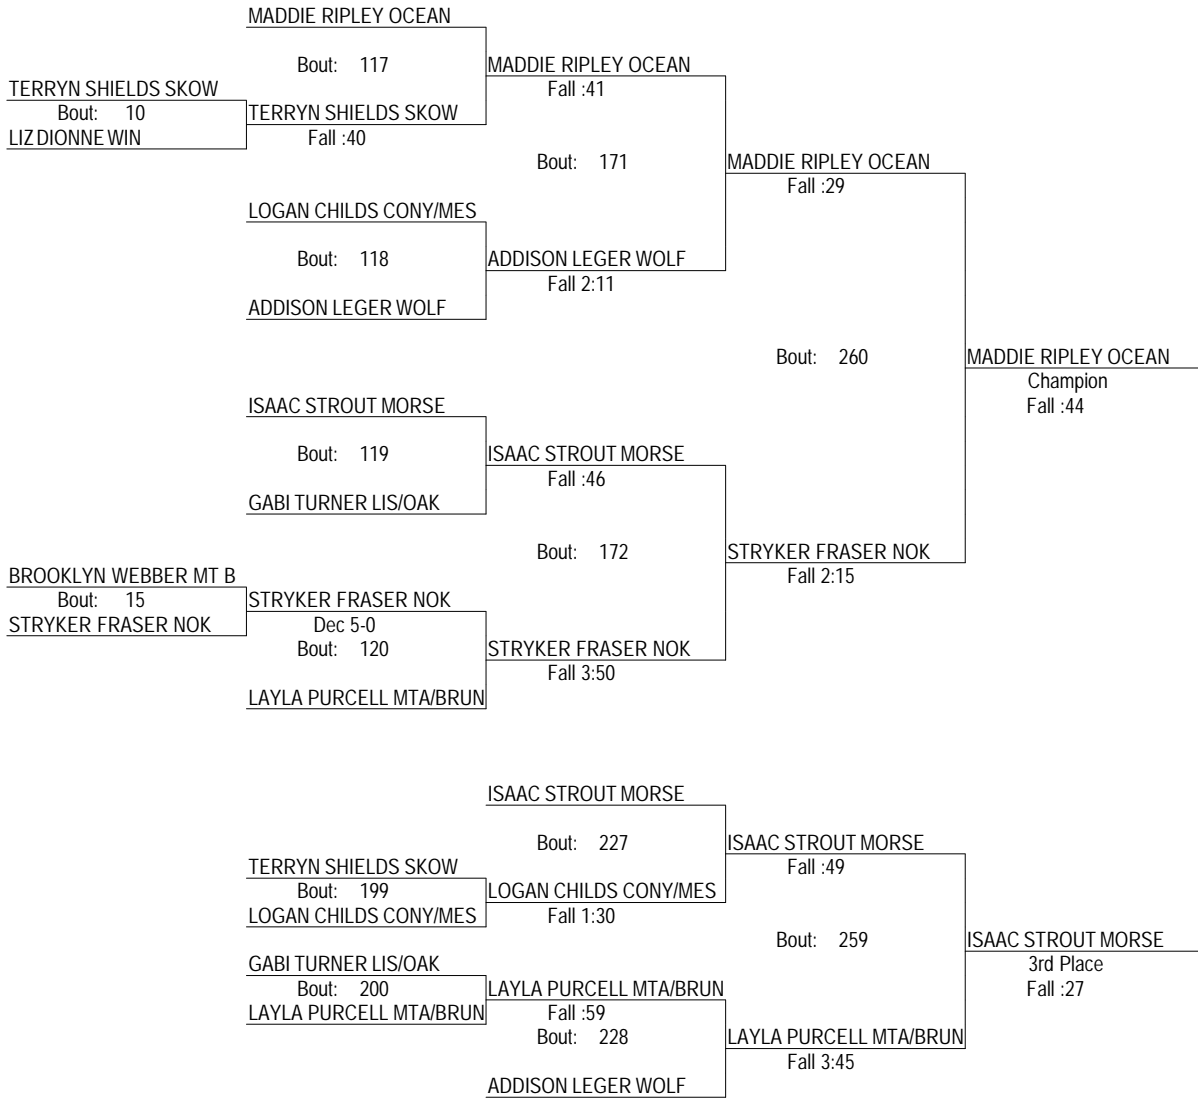 MADDIE RIPLEY OCEAN
Bout: 117
MADDIE RIPLEY OCEAN
Fall :41
TERRYN SHIELDS SKOW
Bout: 10
TERRYN SHIELDS SKOW
LIZ DIONNE WIN
Fall :40
Bout: 171
MADDIE RIPLEY OCEAN
Fall :29
LOGAN CHILDS CONY/MES
Bout: 118
ADDISON LEGER WOLF
Fall 2:11
ADDISON LEGER WOLF
Bout: 260
MADDIE RIPLEY OCEAN
Champion
Fall :44
ISAAC STROUT MORSE
Bout: 119
ISAAC STROUT MORSE
Fall :46
GABI TURNER LIS/OAK
Bout: 172
STRYKER FRASER NOK
Fall 2:15
BROOKLYN WEBBER MT B
Bout: 15
STRYKER FRASER NOK
STRYKER FRASER NOK
Dec 5-0
Bout: 120
STRYKER FRASER NOK
Fall 3:50
LAYLA PURCELL MTA/BRUN
ISAAC STROUT MORSE
Bout: 227
ISAAC STROUT MORSE
Fall :49
TERRYN SHIELDS SKOW
Bout: 199
LOGAN CHILDS CONY/MES
LOGAN CHILDS CONY/MES
Fall 1:30
Bout: 259
ISAAC STROUT MORSE
3rd Place
Fall :27
GABI TURNER LIS/OAK
Bout: 200
LAYLA PURCELL MTA/BRUN
LAYLA PURCELL MTA/BRUN
Fall :59
Bout: 228
LAYLA PURCELL MTA/BRUN
Fall 3:45
ADDISON LEGER WOLF